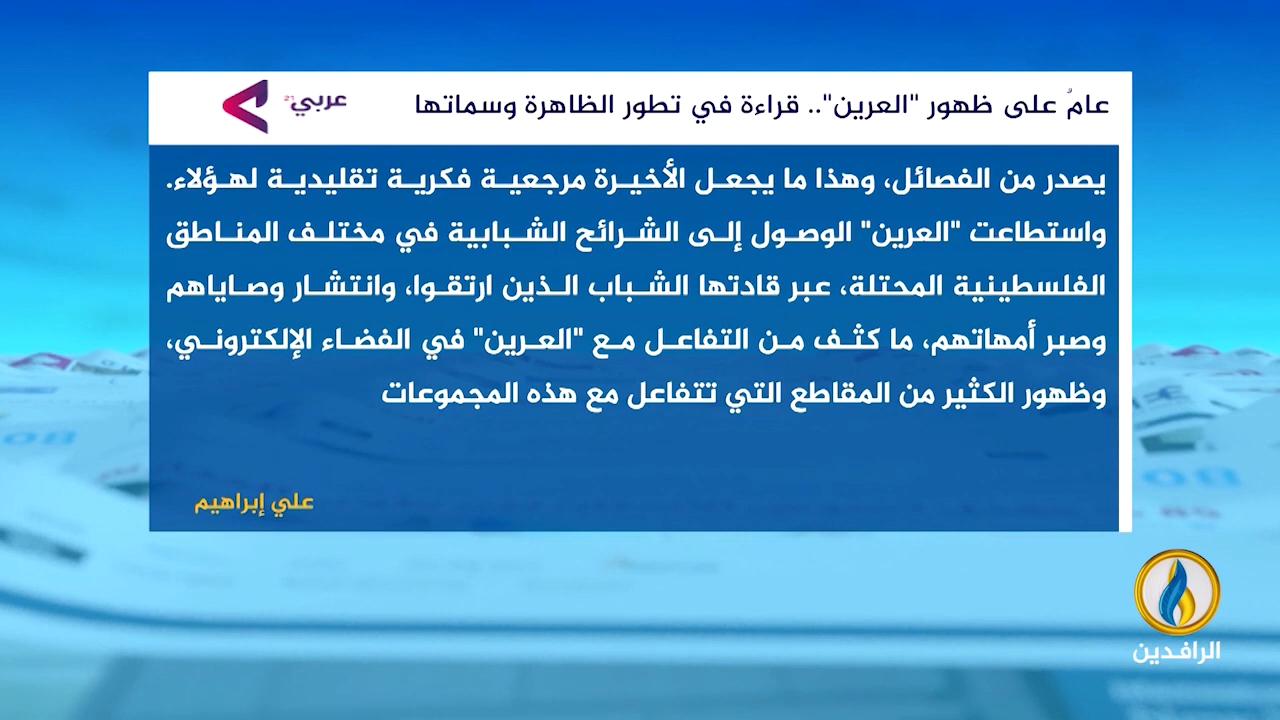 عامٌ على ظهور "العرين".. قراءة في تطور الظاهرة وسماتها
عربي21
يصدر من الفصائل، وهذا ما يجعل الأخيرة مرجعية فكرية تقليدية لهؤلاء.
واستطاعت "العرين" الوصول إلى الشرائح الشبابية في مختلف المناطق
الفلسطينية المحتلة، عبر قادتها الشباب الذين ارتقوا، وانتشار وصاياهم
وصبر أمهاتهم، ما كثف من التفاعل مع "العرين" في الفضاء الإلكتروني،
وظهور الكثير من المقاطع التي تتفاعل مع هذه المجموعات
علي إبراهيم
الرافدين